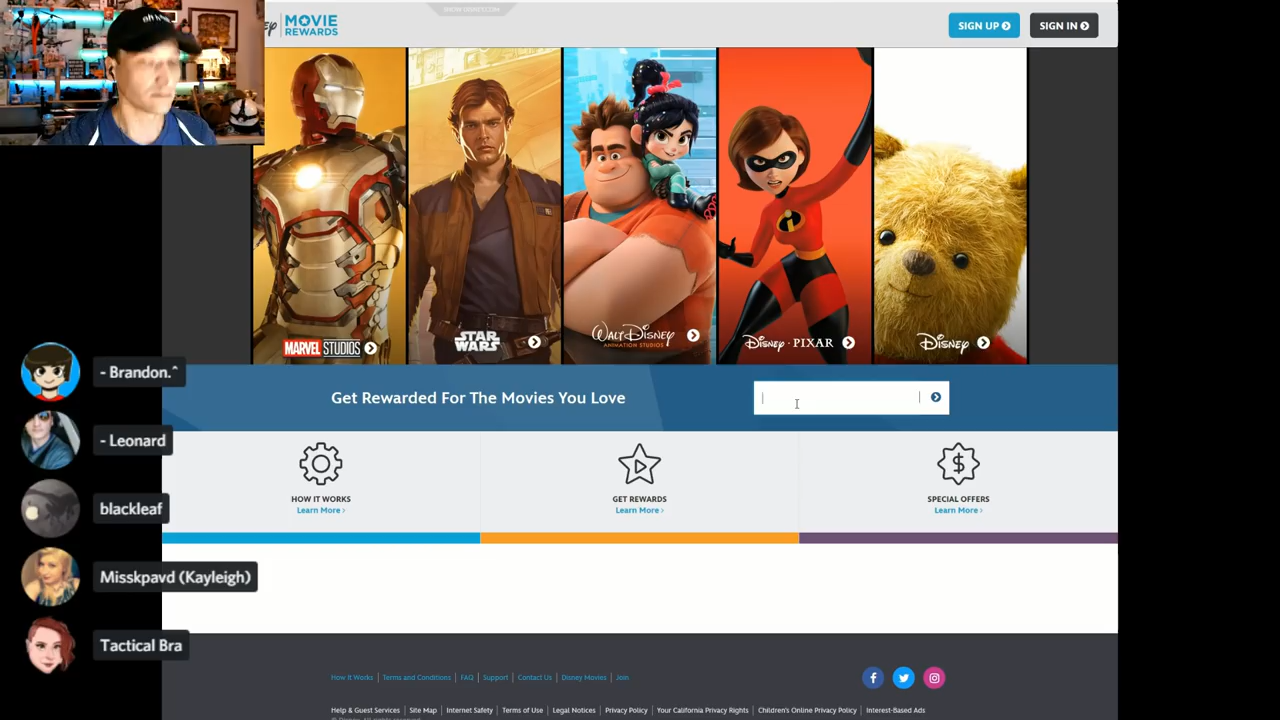 MOVIE
REWARDS
SIGN UP
SIGN IN
MARVEL STUDIOS
STAR
WARS
WALT DISNEY
ANIMATION STUDIOS
Disney · PIXAR
Disney
Get Rewarded For The Movies You Love
- Brandon.^
- Leonard
blackleaf
Misskpavd (Kayleigh)
Tactical Bra
HOW IT WORKS
Learn More ›
GET REWARDS
Learn More ›
SPECIAL OFFERS
Learn More ›
How It Works | Terms and Conditions | FAQ | Support | Contact Us | Disney Movies | Join
Help & Guest Services | Site Map | Internet Safety | Terms of Use | Legal Notices | Privacy Policy | Your California Privacy Rights | Children's Online Privacy Policy | Interest-Based Ads